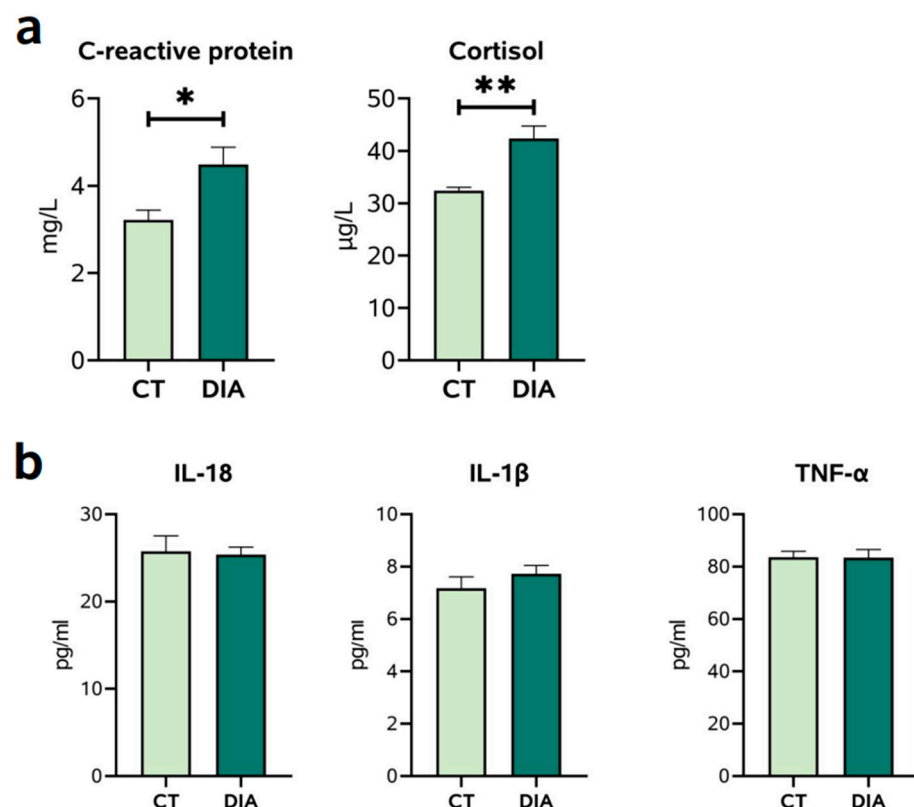 a
C-reactive protein
Cortisol
*
**
6
4
2
0
mg/L
50
40
30
20
10
0
µg/L
CT DIA
CT DIA
b
IL-18
IL-1β
TNF-α
30
20
10
0
pg/ml
10
8
6
4
2
0
pg/ml
100
80
60
40
20
0
pg/ml
CT DIA
CT DIA
CT DIA